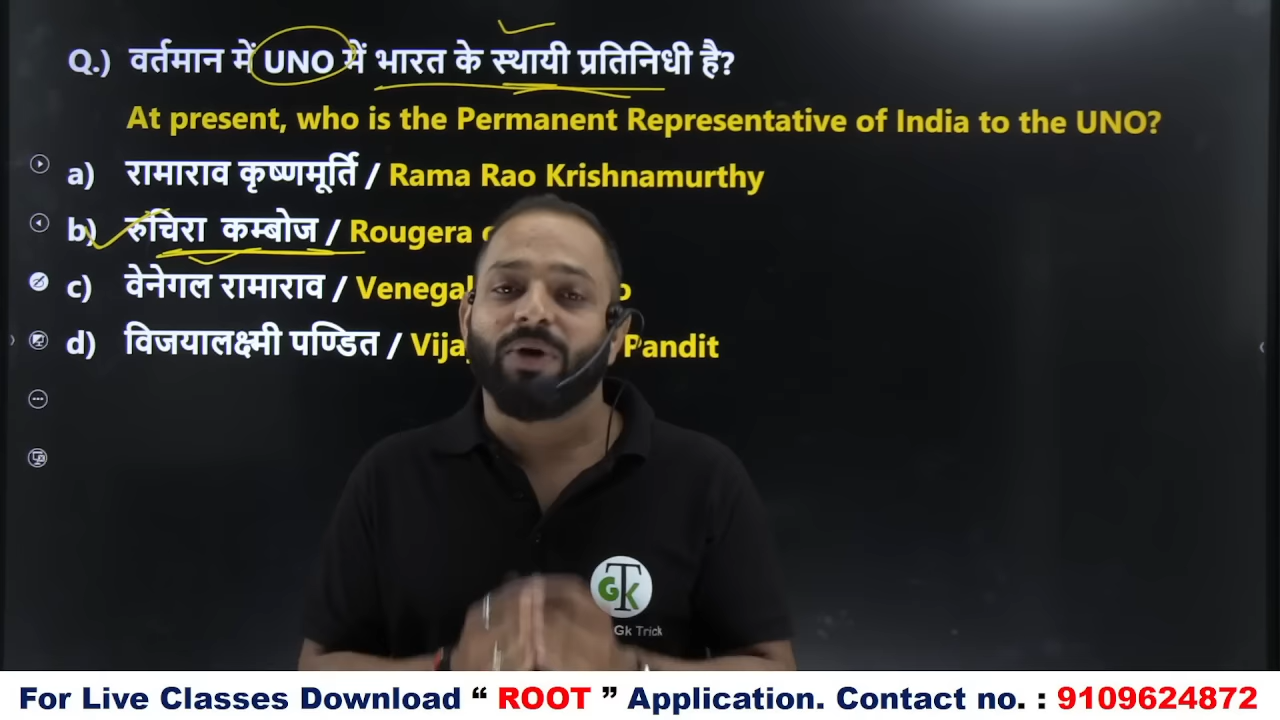 Q.) वर्तमान में UNO में भारत के स्थायी प्रतिनिधी है?
At present, who is the Permanent Representative of India to the UNO?
a) रामाराव कृष्णमूर्ति / Rama Rao Krishnamurthy
b) रुचिरा कम्बोज / Rougera
c) वेनेगल रामाराव / Venegal
d) विजयालक्ष्मी पण्डित / Pandit
GTK
Gk Trick
For Live Classes Download “ ROOT ” Application. Contact no. : 9109624872